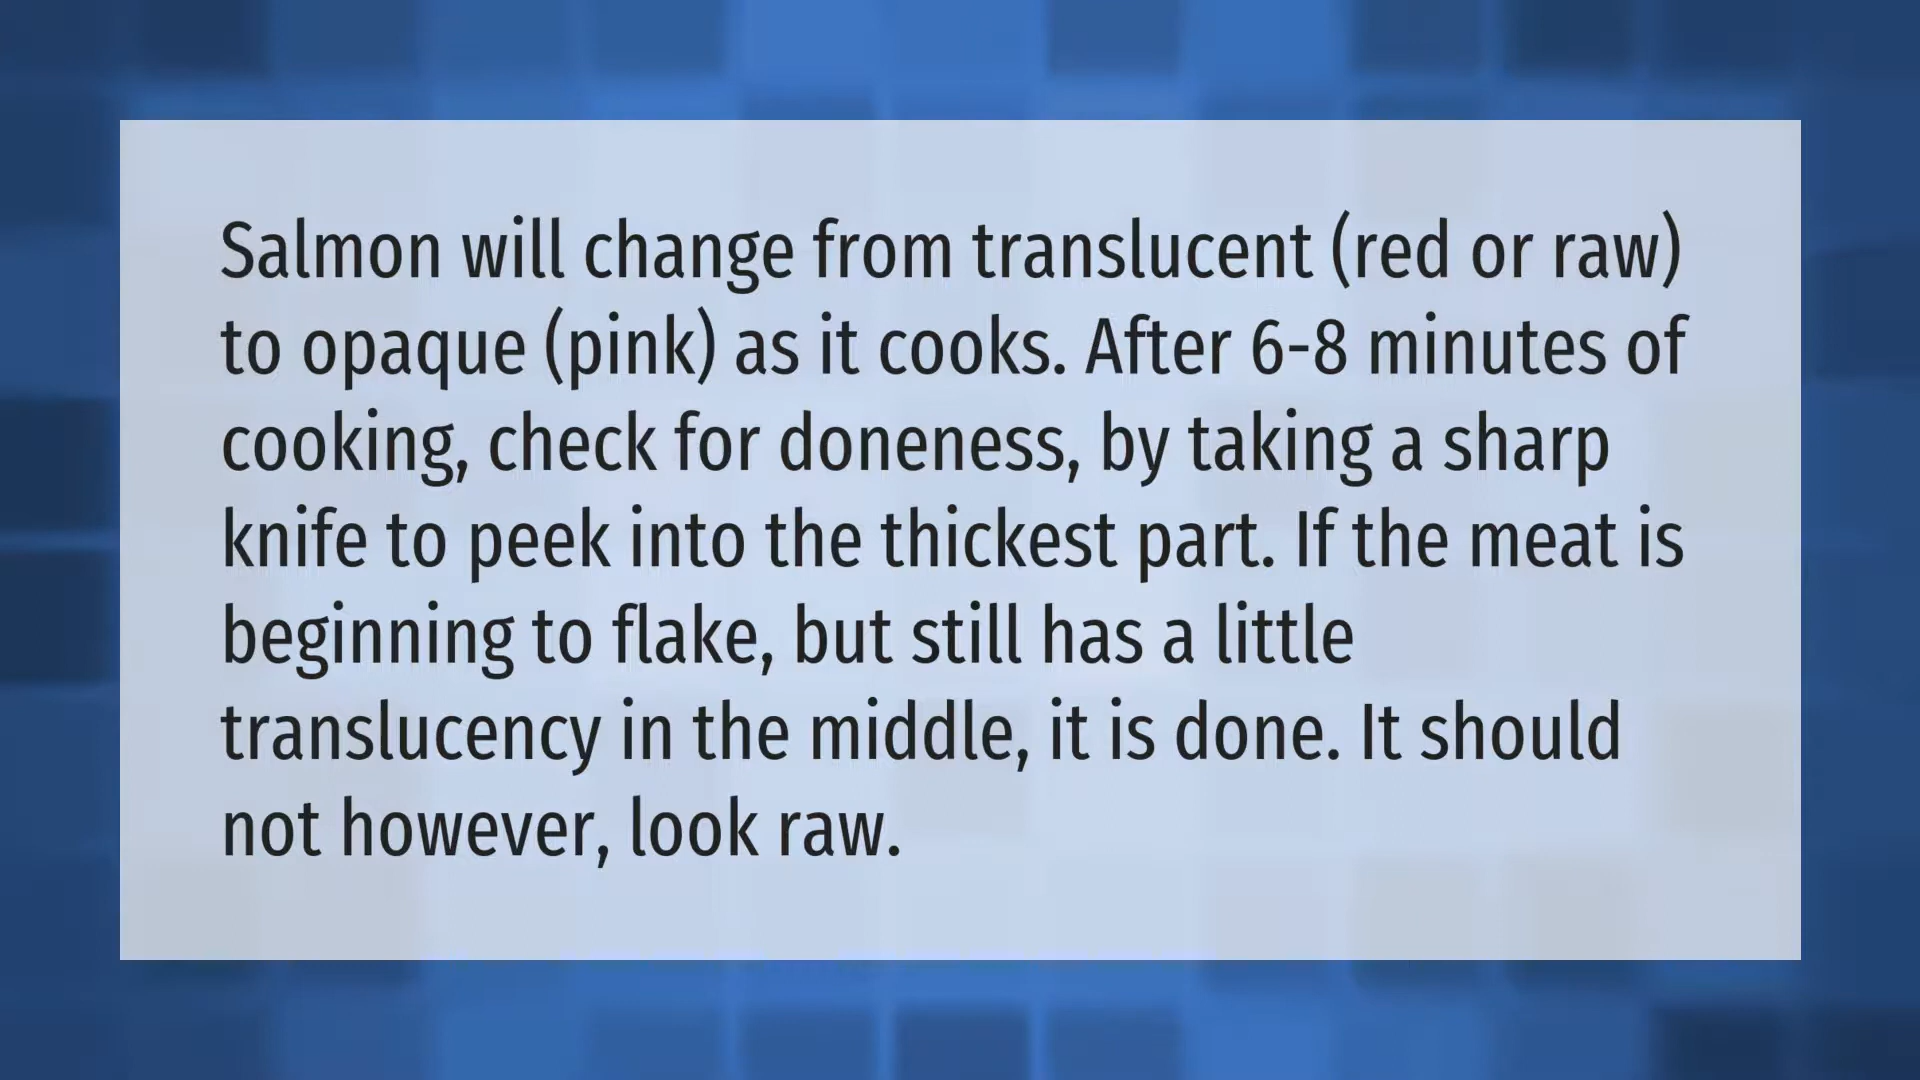 Salmon will change from translucent (red or raw)
to opaque (pink) as it cooks. After 6-8 minutes of
cooking, check for doneness, by taking a sharp
knife to peek into the thickest part. If the meat is
beginning to flake, but still has a little
translucency in the middle, it is done. It should
not however, look raw.